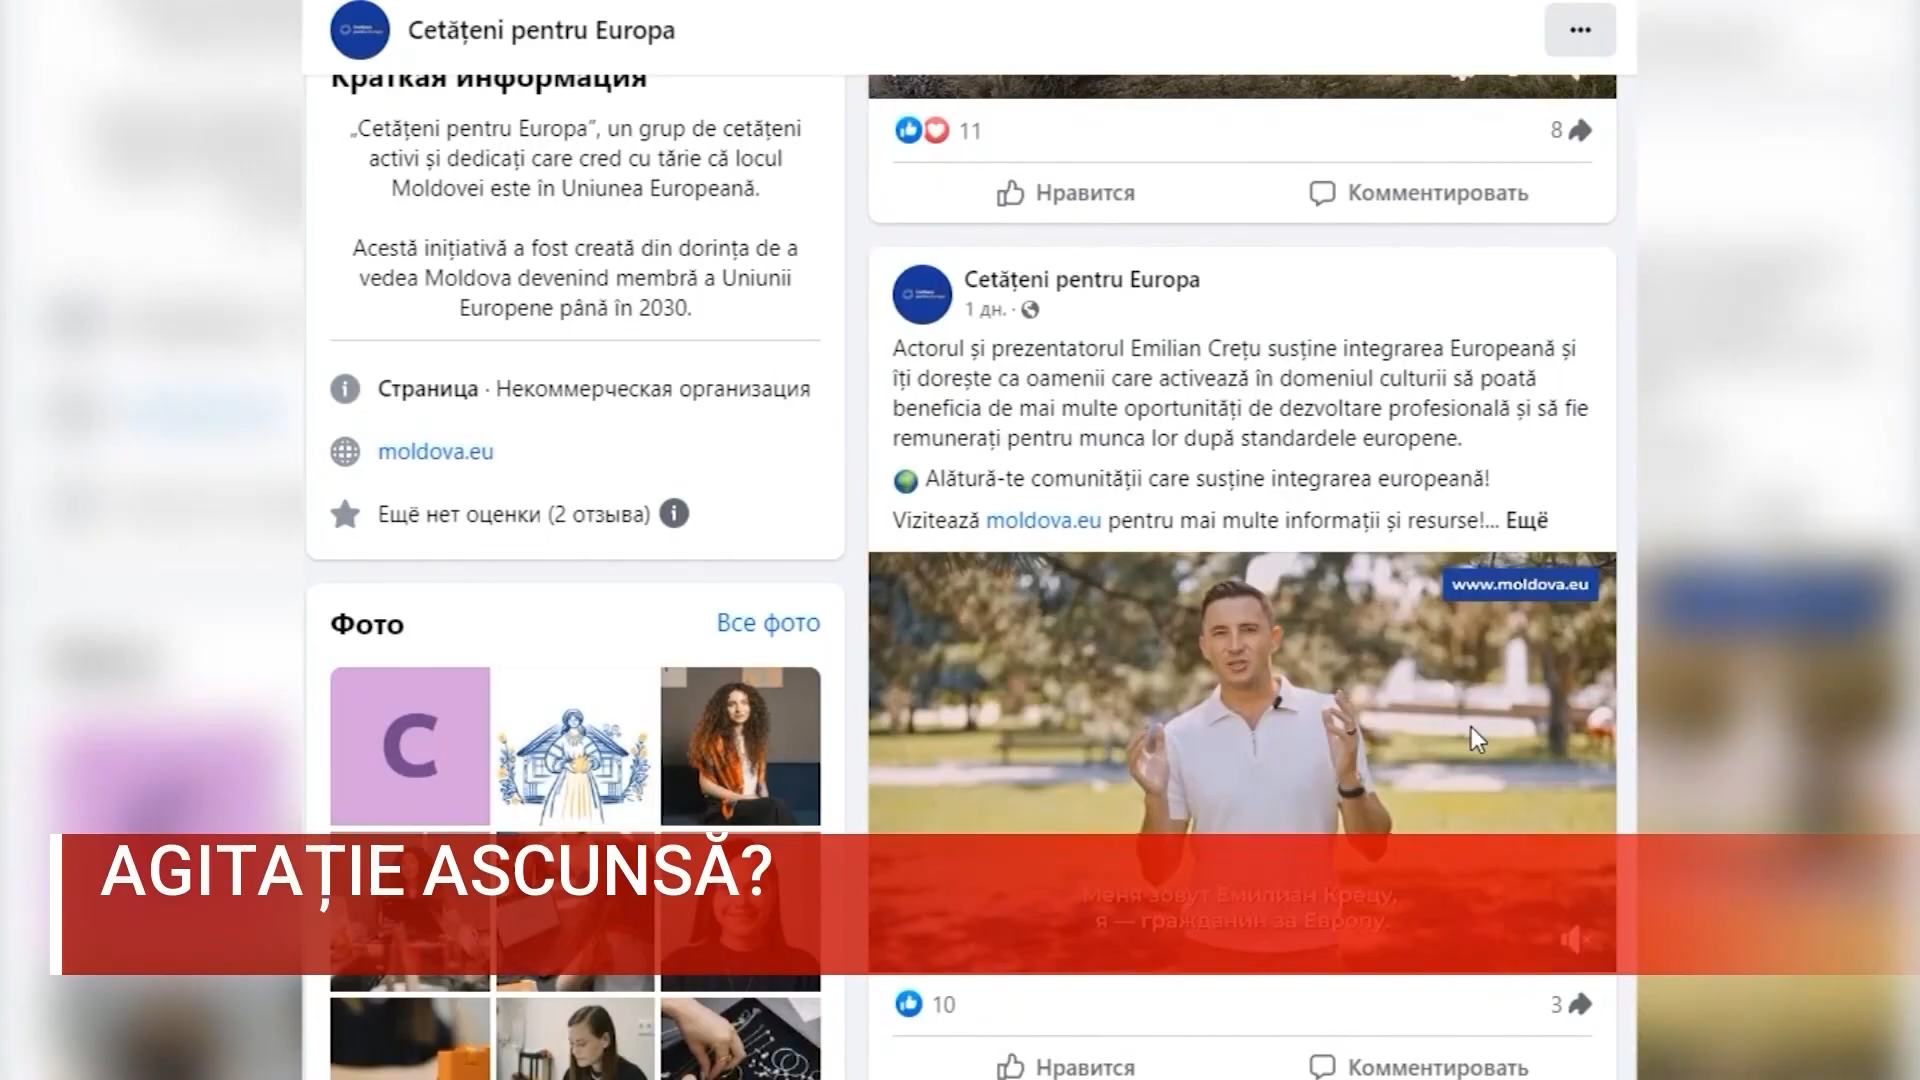 Cetățeni pentru Europa
Краткая информация
„Cetățeni pentru Europa”, un grup de cetățeni
activi și dedicați care cred cu tărie că locul
Moldovei este în Uniunea Europeană.
Acestă inițiativă a fost creată din dorința de a
vedea Moldova devenind membră a Uniunii
Europene până în 2030.
Страница · Некоммерческая организация
moldova.eu
Ещё нет оценки (2 отзыва)
Фото
Все фото
C
11
8
Нравится
Комментировать
Cetățeni pentru Europa
1 дн. ·
Actorul și prezentatorul Emilian Crețu susține integrarea Europeană și
îți dorește ca oamenii care activează în domeniul culturii să poată
beneficia de mai multe oportunități de dezvoltare profesională și să fie
remunerați pentru munca lor după standardele europene.
Alătură-te comunității care susține integrarea europeană!
Vizitează moldova.eu pentru mai multe informații și resurse!... Ещё
www.moldova.eu
Меня зовут Емилиан Крецу,
я — гражданин за Европу.
AGITAȚIE ASCUNSĂ?
10
3
Нравится
Комментировать